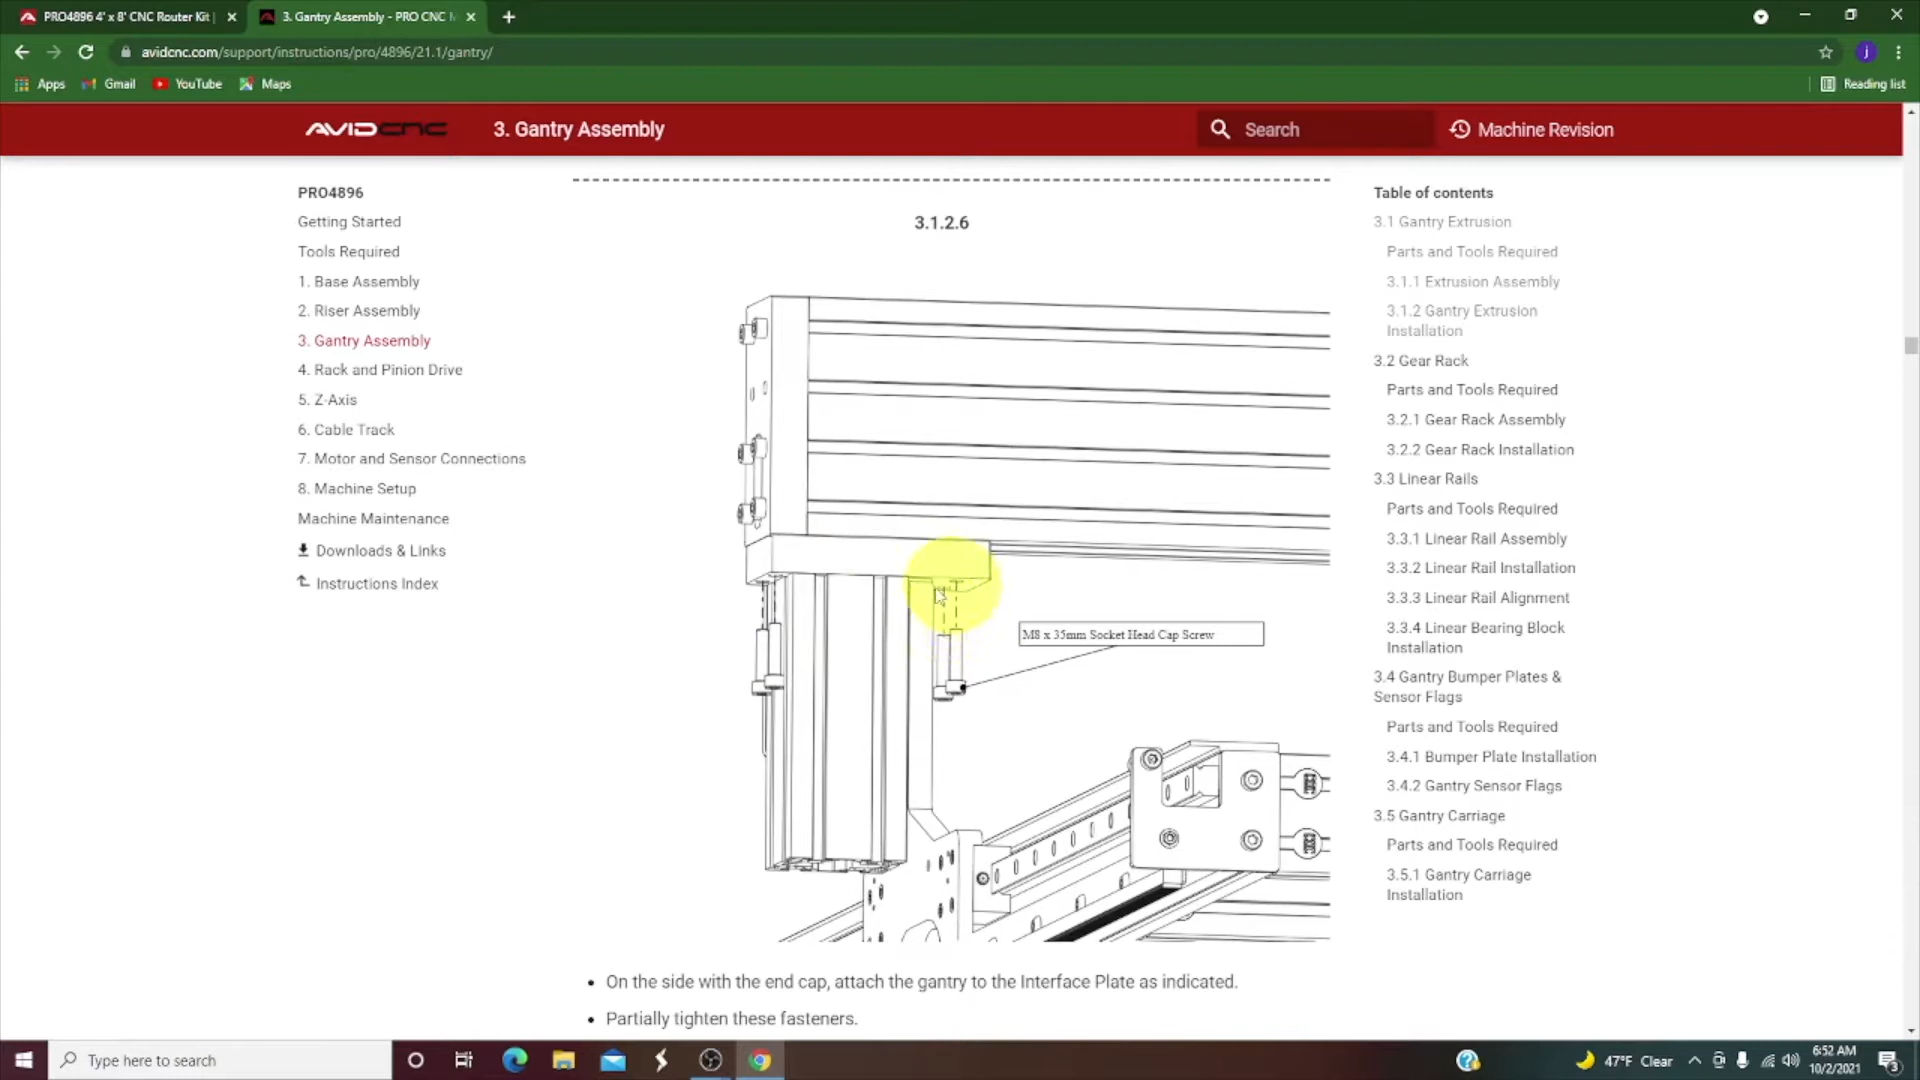 PRO4896 4' x 8' CNC Router Kit |
3. Gantry Assembly - PRO CNC M
avidcnc.com/support/instructions/pro/4896/21.1/gantry/
j
Apps
Gmail
YouTube
Maps
Reading list
AVIDCNC
3. Gantry Assembly
Search
Machine Revision
PRO4896
Getting Started
Tools Required
1. Base Assembly
2. Riser Assembly
3. Gantry Assembly
4. Rack and Pinion Drive
5. Z-Axis
6. Cable Track
7. Motor and Sensor Connections
8. Machine Setup
Machine Maintenance
Downloads & Links
Instructions Index
3.1.2.6
M8 x 35mm Socket Head Cap Screw
On the side with the end cap, attach the gantry to the Interface Plate as indicated.
Partially tighten these fasteners.
Table of contents
3.1 Gantry Extrusion
Parts and Tools Required
3.1.1 Extrusion Assembly
3.1.2 Gantry Extrusion
Installation
3.2 Gear Rack
Parts and Tools Required
3.2.1 Gear Rack Assembly
3.2.2 Gear Rack Installation
3.3 Linear Rails
Parts and Tools Required
3.3.1 Linear Rail Assembly
3.3.2 Linear Rail Installation
3.3.3 Linear Rail Alignment
3.3.4 Linear Bearing Block
Installation
3.4 Gantry Bumper Plates &
Sensor Flags
Parts and Tools Required
3.4.1 Bumper Plate Installation
3.4.2 Gantry Sensor Flags
3.5 Gantry Carriage
Parts and Tools Required
3.5.1 Gantry Carriage
Installation
Type here to search
47°F Clear
6:52 AM
10/2/2021
3